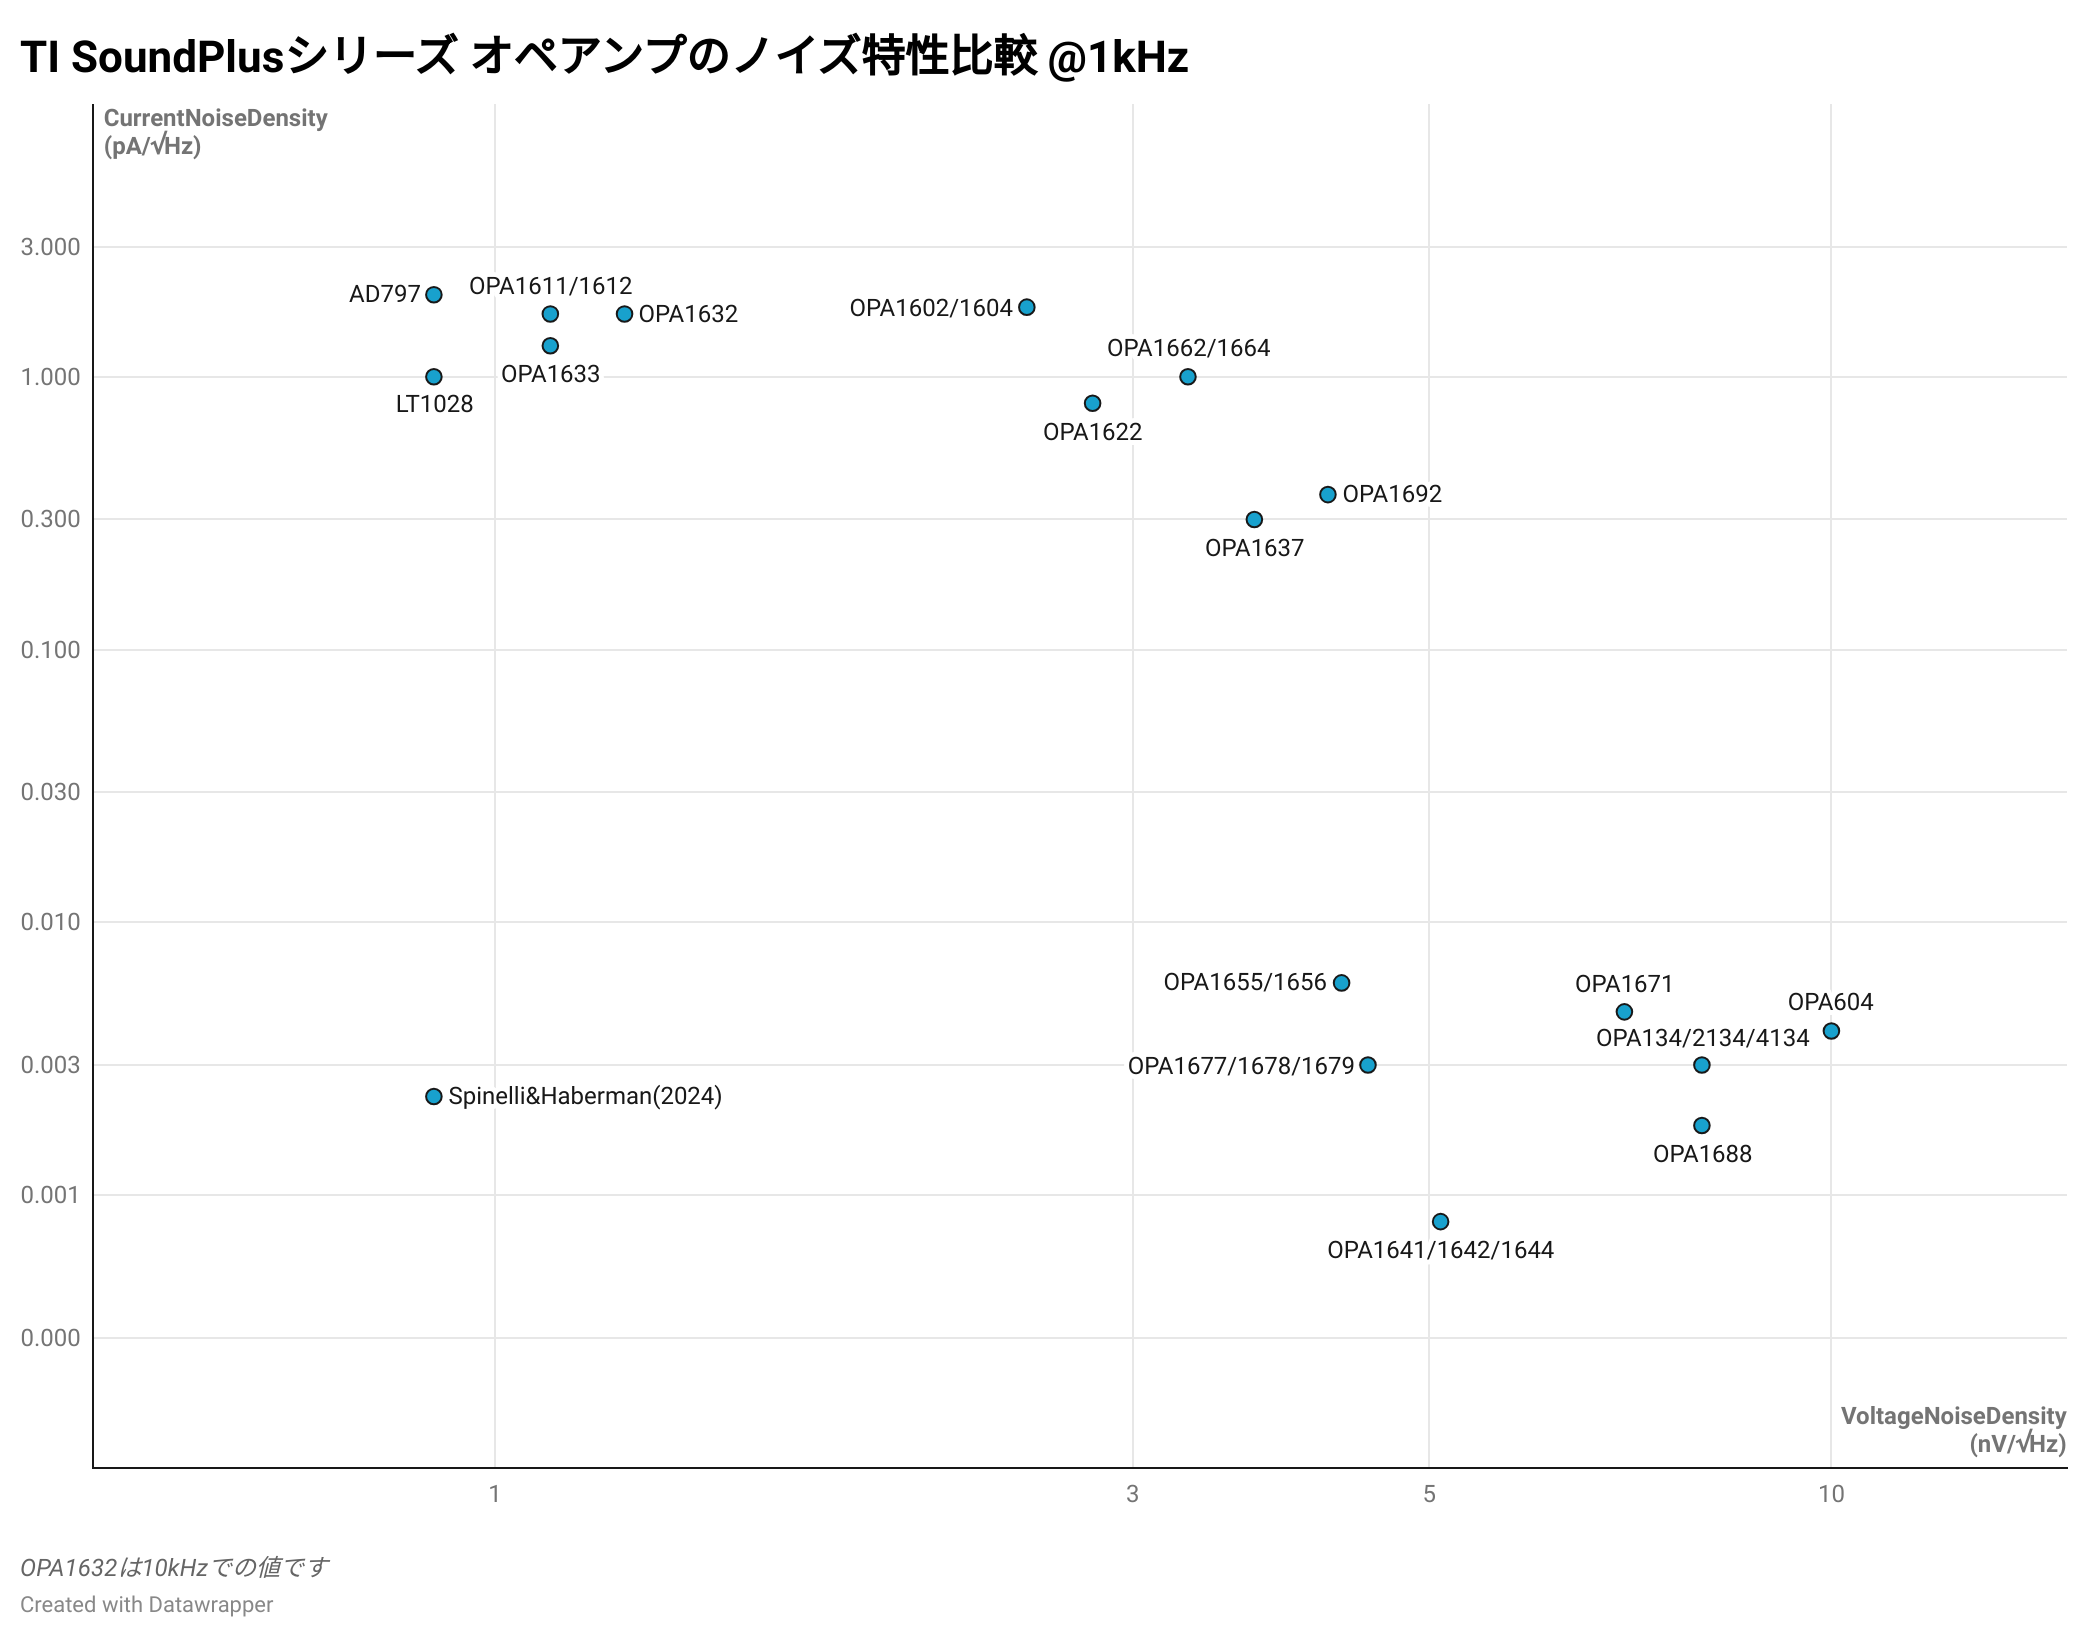 TI SoundPlusシリーズ オペアンプのノイズ特性比較 @1kHz
CurrentNoiseDensity
(pA/√Hz)
3.000
AD797
OPA1611/1612
OPA1632
OPA1602/1604
OPA1662/1664
1.000
OPA1633
LT1028
OPA1622
OPA1692
0.300
OPA1637
0.100
0.030
0.010
OPA1655/1656
OPA1671
OPA604
OPA134/2134/4134
0.003
OPA1677/1678/1679
Spinelli&Haberman(2024)
OPA1688
0.001
OPA1641/1642/1644
0.000
VoltageNoiseDensity
(nV/√Hz)
1 3 5 10
OPA1632は10kHzでの値です
Created with Datawrapper